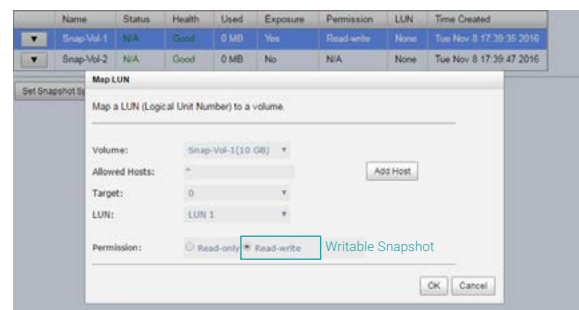 Name Status Health Used Exposure Permission LUN Time Created
Snap-Vol-1 N/A Good 0 MB Yes Read-write None Tue Nov 8 17:39:35 2016
Snap-Vol-2 N/A Good 0 MB No N/A None Tue Nov 8 17:39:47 2016
Set Snapshot
Map LUN
Map a LUN (Logical Unit Number) to a volume.
Volume: Snap-Vol-1(10 GB)
Allowed Hosts: * Add Host
Target: 0
LUN: LUN 1
Permission: Read-only Read-write Writable Snapshot
OK Cancel